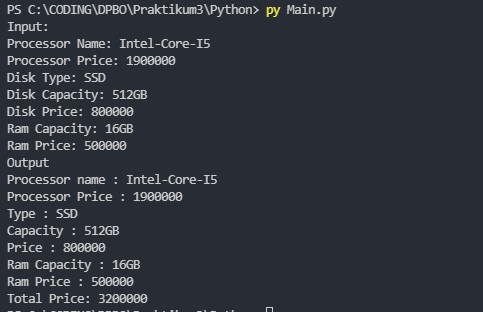 PS C:\CODING\DPBO\Praktikum3\Python> py Main.py
Input:
Processor Name: Intel-Core-I5
Processor Price: 1900000
Disk Type: SSD
Disk Capacity: 512GB
Disk Price: 800000
Ram Capacity: 16GB
Ram Price: 500000
Output
Processor name : Intel-Core-I5
Processor Price : 1900000
Type : SSD
Capacity : 512GB
Price : 800000
Ram Capacity : 16GB
Ram Price : 500000
Total Price: 3200000